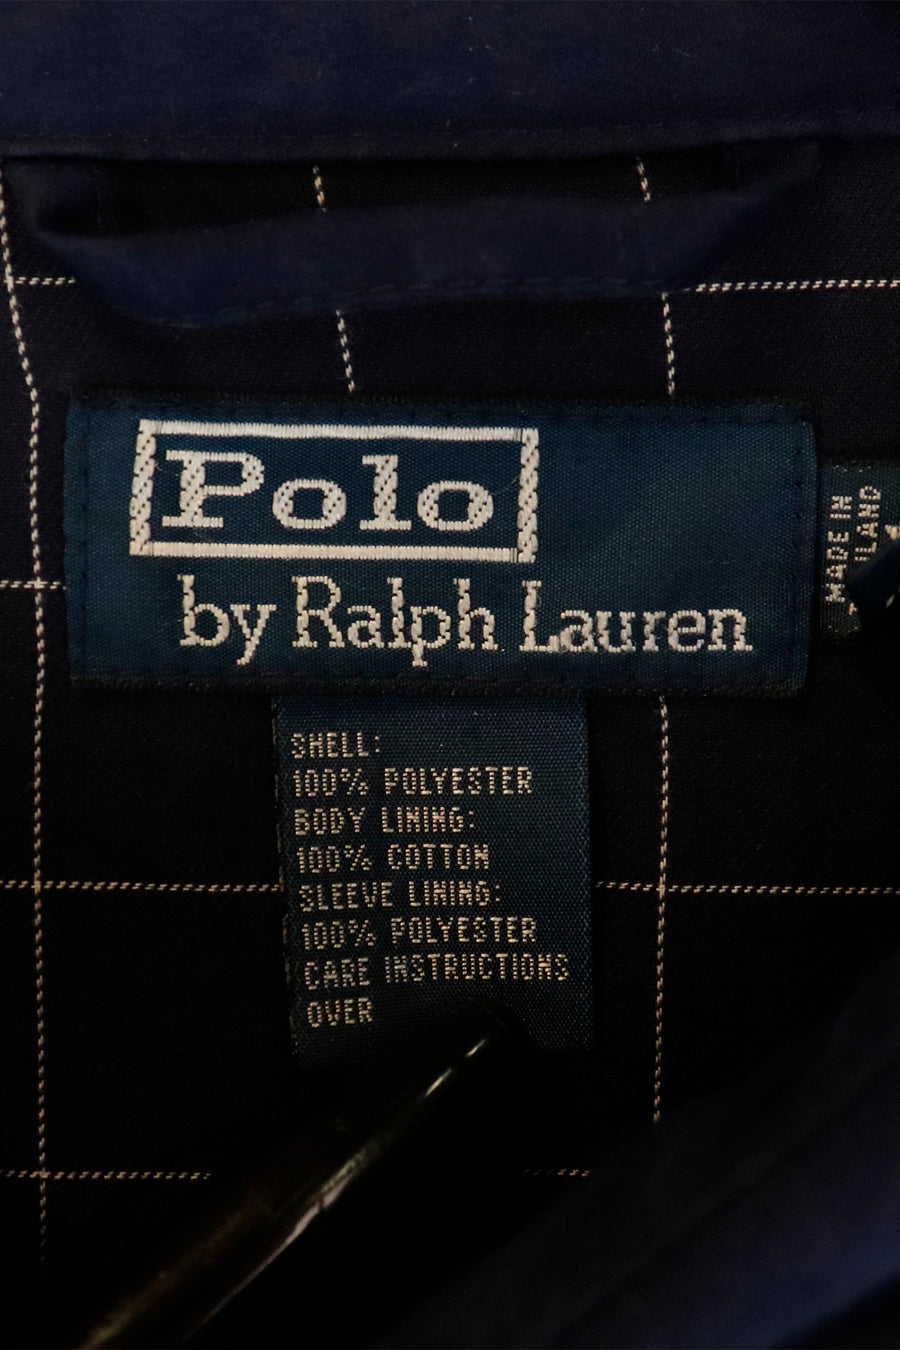 Polo
by Ralph Lauren
MADE IN
SHELL:
100% POLYESTER
BODY LINING:
100% COTTON
SLEEVE LINING:
100% POLYESTER
CARE INSTRUCTIONS
OVER